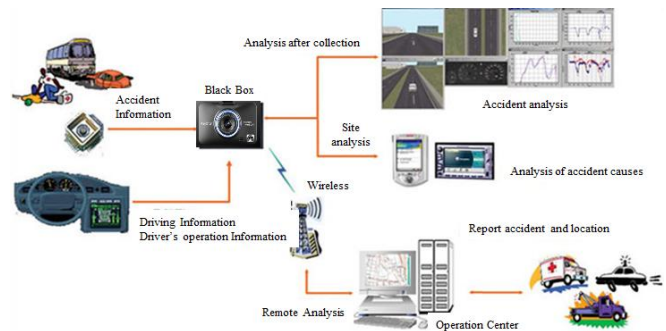 Analysis after collection
Black Box
Accident
Information
Accident analysis
Site
analysis
Analysis of accident causes
Wireless
Driving Information
Driver's operation Information
Report accident and location
Remote Analysis
Operation Center